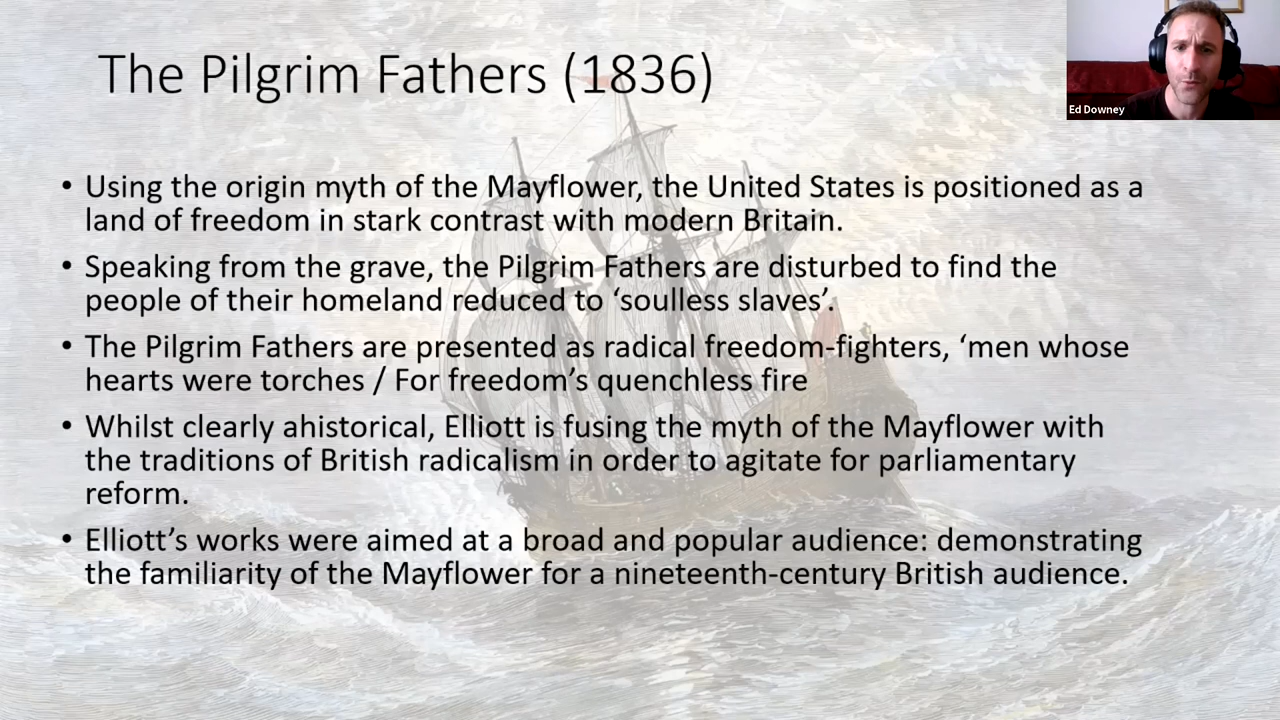 The Pilgrim Fathers (1836)
Ed Downey
• Using the origin myth of the Mayflower, the United States is positioned as a
land of freedom in stark contrast with modern Britain.
• Speaking from the grave, the Pilgrim Fathers are disturbed to find the
people of their homeland reduced to ‘soulless slaves’.
• The Pilgrim Fathers are presented as radical freedom-fighters, ‘men whose
hearts were torches / For freedom’s quenchless fire
• Whilst clearly ahistorical, Elliott is fusing the myth of the Mayflower with
the traditions of British radicalism in order to agitate for parliamentary
reform.
• Elliott’s works were aimed at a broad and popular audience: demonstrating
the familiarity of the Mayflower for a nineteenth-century British audience.